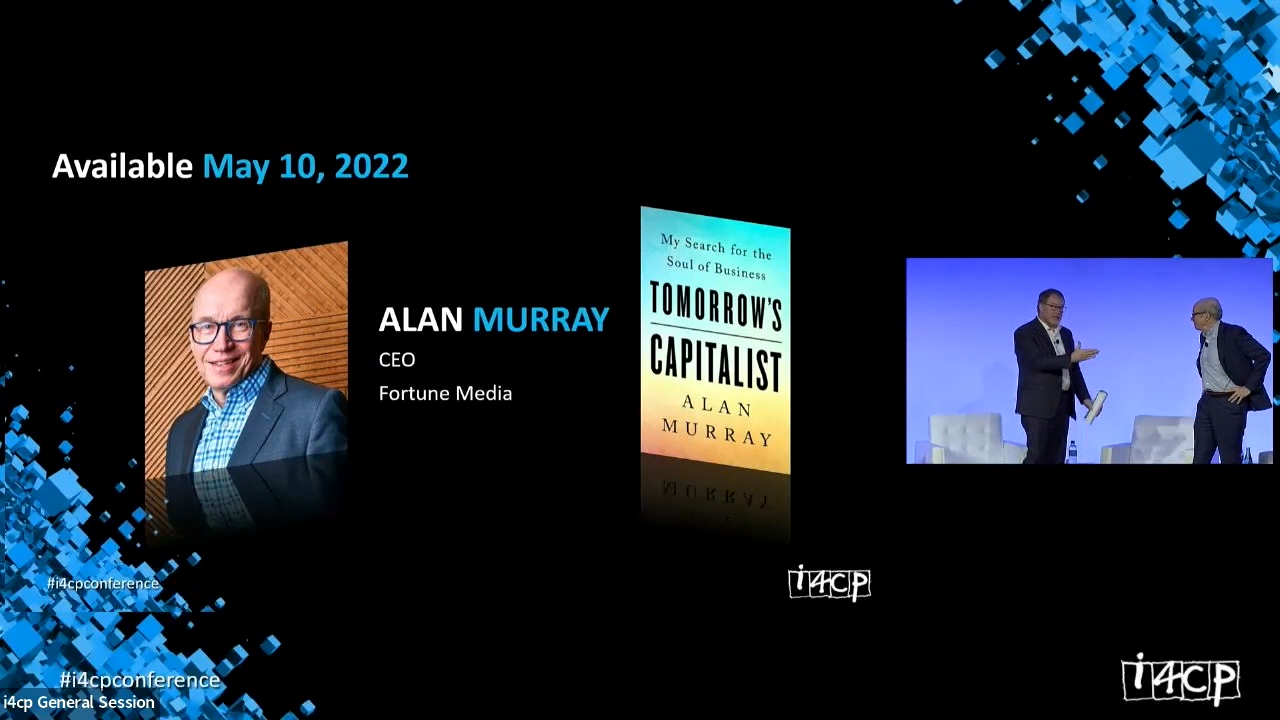 Available May 10, 2022
ALAN MURRAY
CEO
Fortune Media
My Search for the
Soul of Business
TOMORROW'S
CAPITALIST
ALAN
MURRAY
MURRAY
#i4cpconference
i4cp
#i4cpconference
i4cp General Session
i4cp